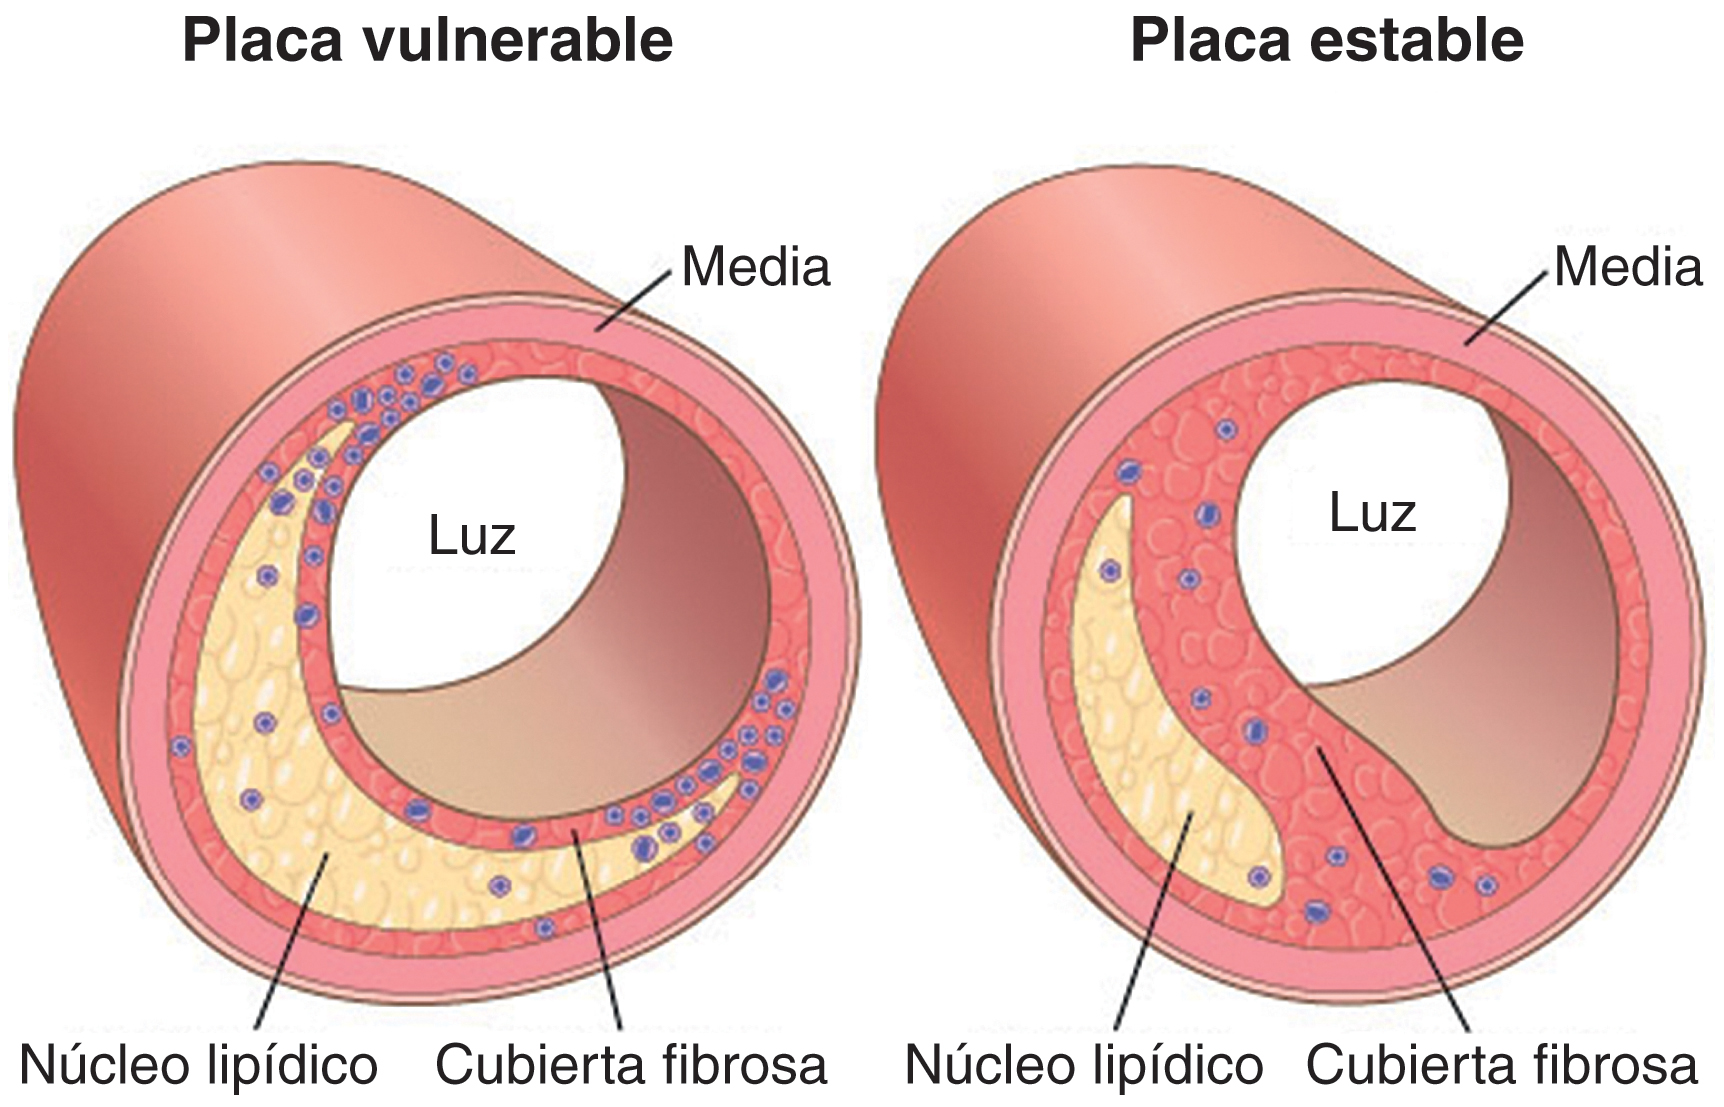 Placa vulnerable
Placa estable
Media
Media
Luz
Luz
Núcleo lipídico
Cubierta fibrosa
Núcleo lipídico
Cubierta fibrosa